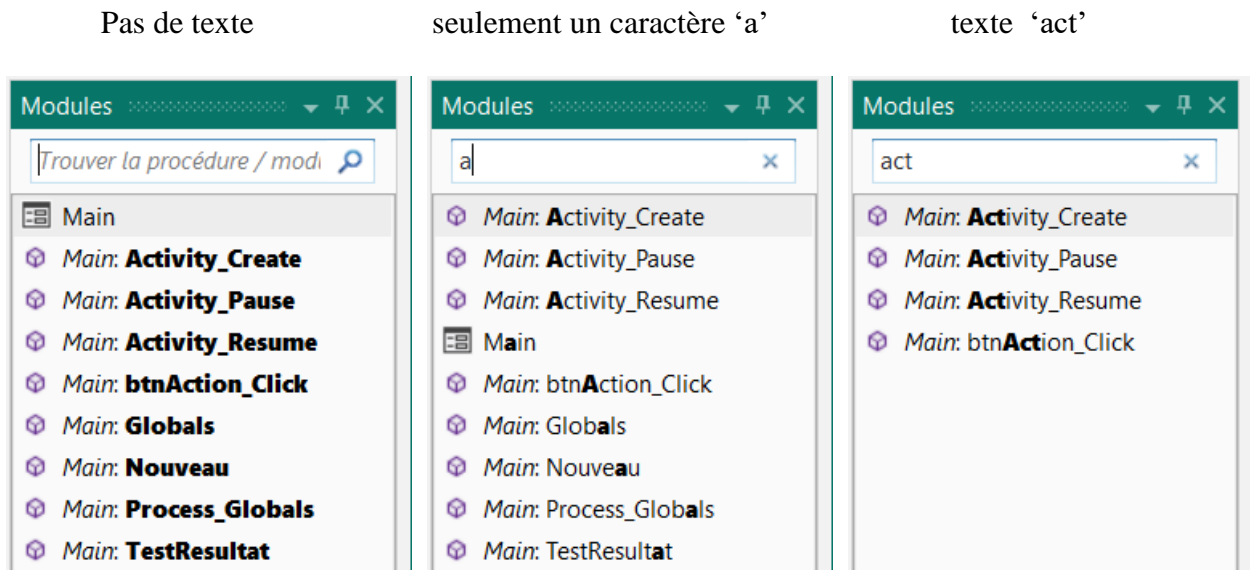 Pas de texte
seulement un caractère ‘a’
texte ‘act’
Modules
Trouver la procédure / modu
Main
Main: Activity_Create
Main: Activity_Pause
Main: Activity_Resume
Main: btnAction_Click
Main: Globals
Main: Nouveau
Main: Process_Globals
Main: TestResultat
Modules
a
Main: Activity_Create
Main: Activity_Pause
Main: Activity_Resume
Main
Main: btnAction_Click
Main: Globals
Main: Nouveau
Main: Process_Globals
Main: TestResultat
Modules
act
Main: Activity_Create
Main: Activity_Pause
Main: Activity_Resume
Main: btnAction_Click